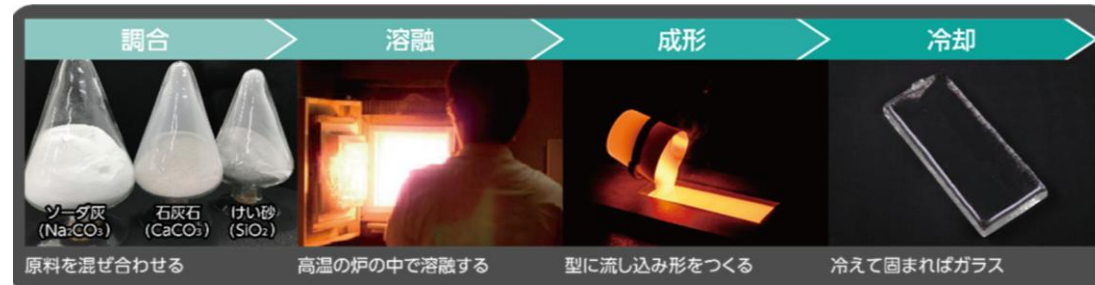 調合
溶融
成形
冷却
ソーダ灰
(Na₂CO₃)
石灰石
(CaCO₃)
けい砂
(SiO₂)
原料を混ぜ合わせる
高温の炉の中で溶融する
型に流し込み形をつくる
冷えて固まればガラス